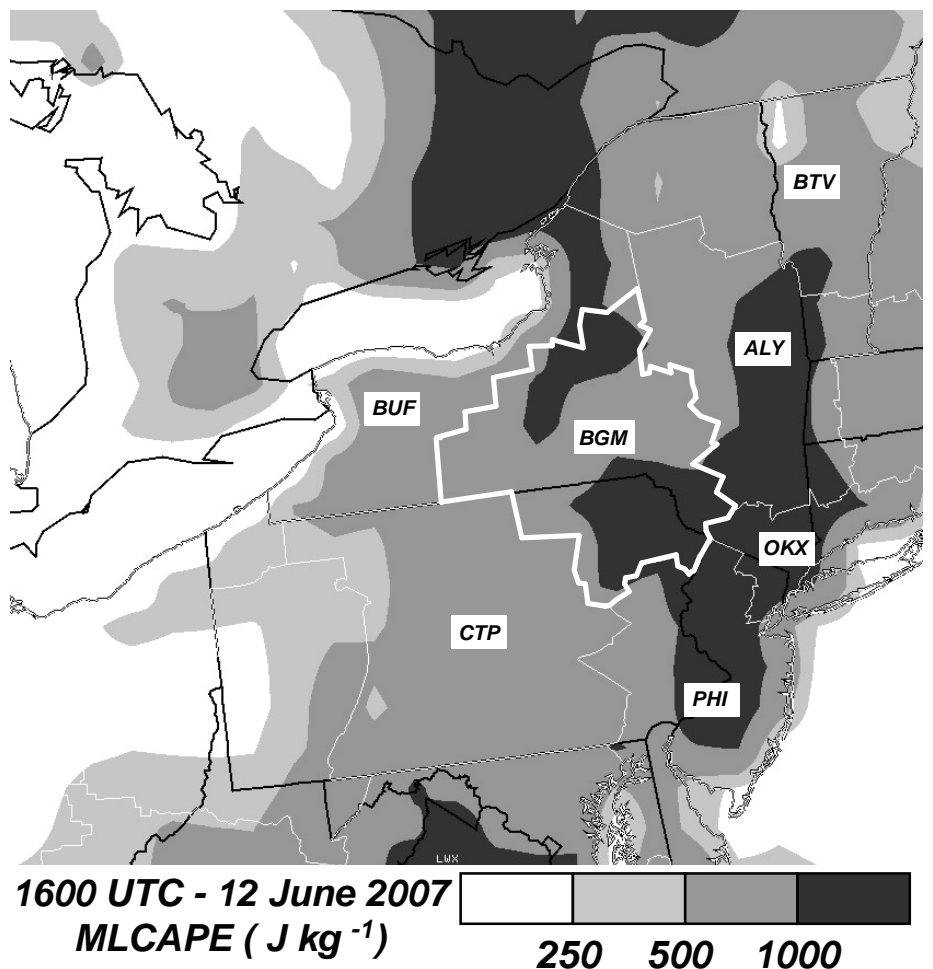 BTV
ALY
BUF
BGM
OKX
CTP
PHI
LWX
1600 UTC - 12 June 2007
MLCAPE ( J kg -1)
250 500 1000